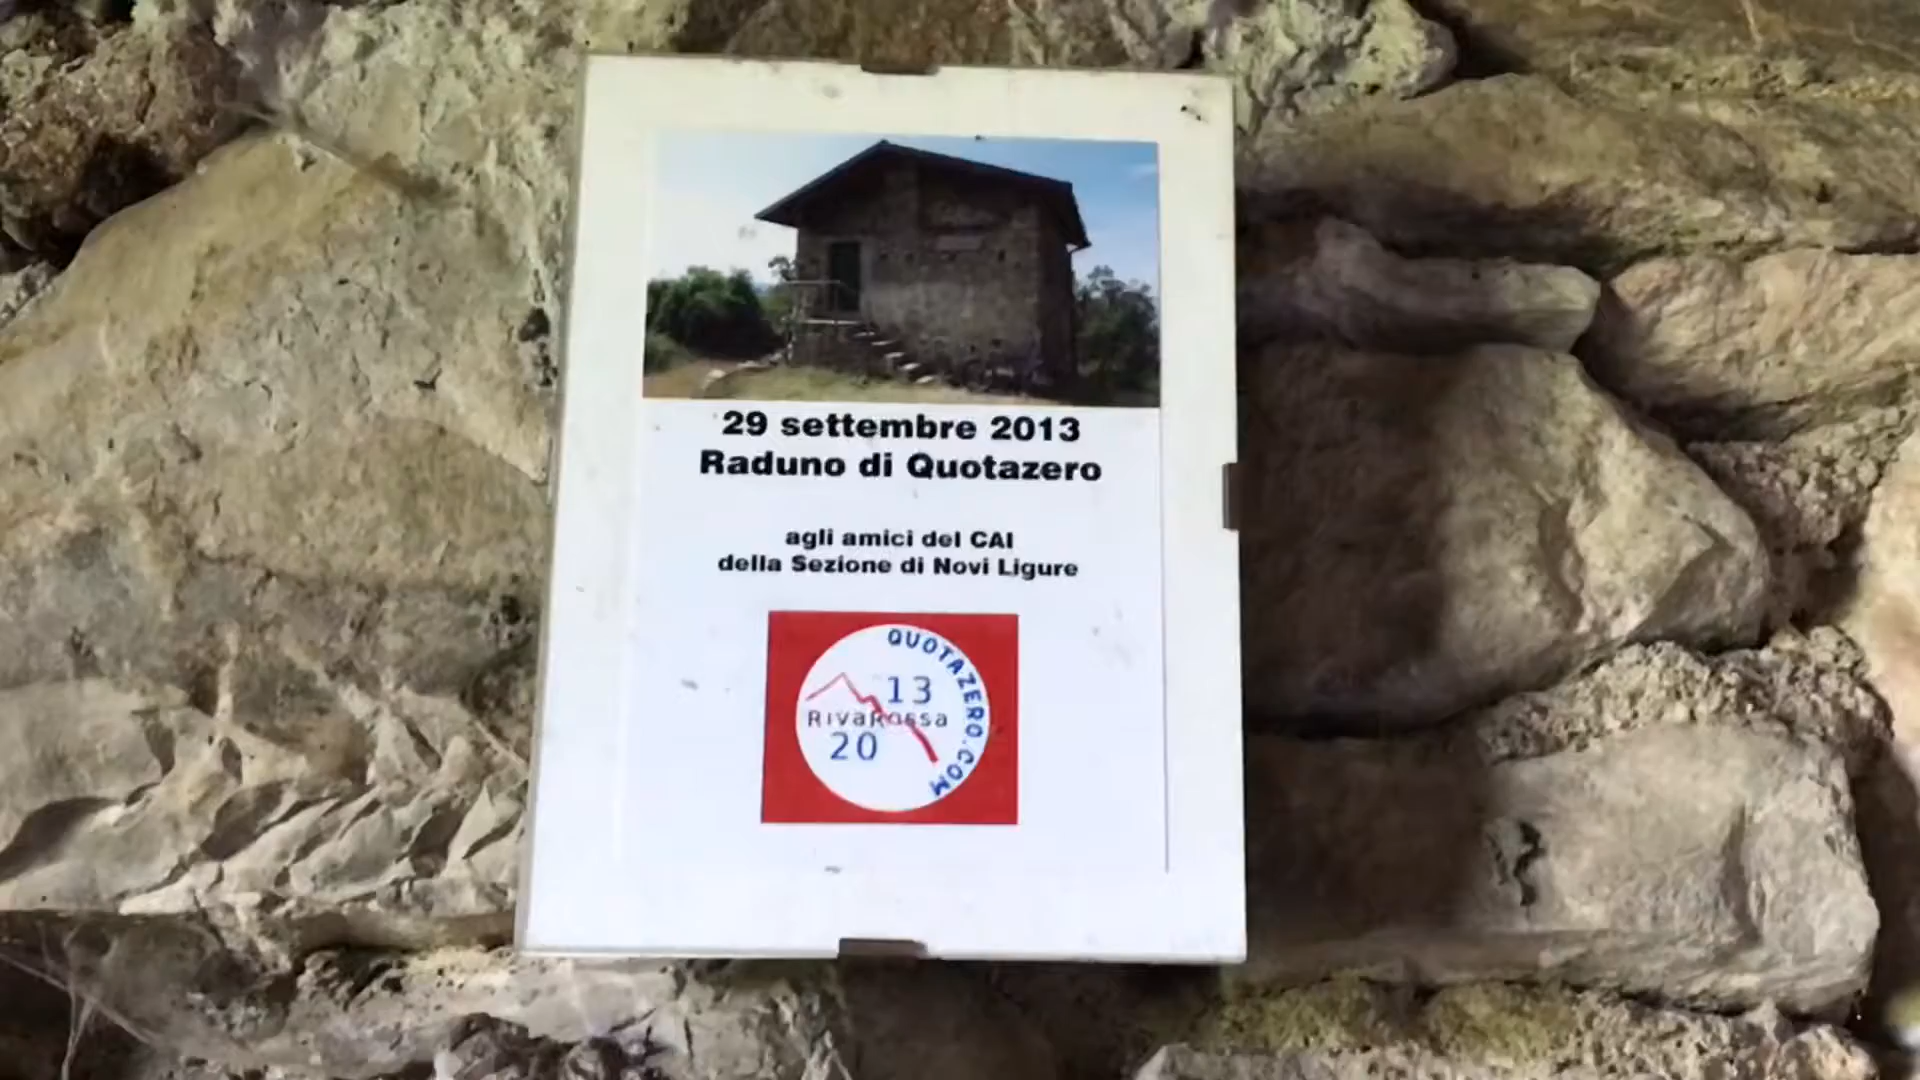 29 settembre 2013
Raduno di Quotazero
agli amici del CAI
della Sezione di Novi Ligure
QUOTAZERO.COM
13
RivaRossa
20